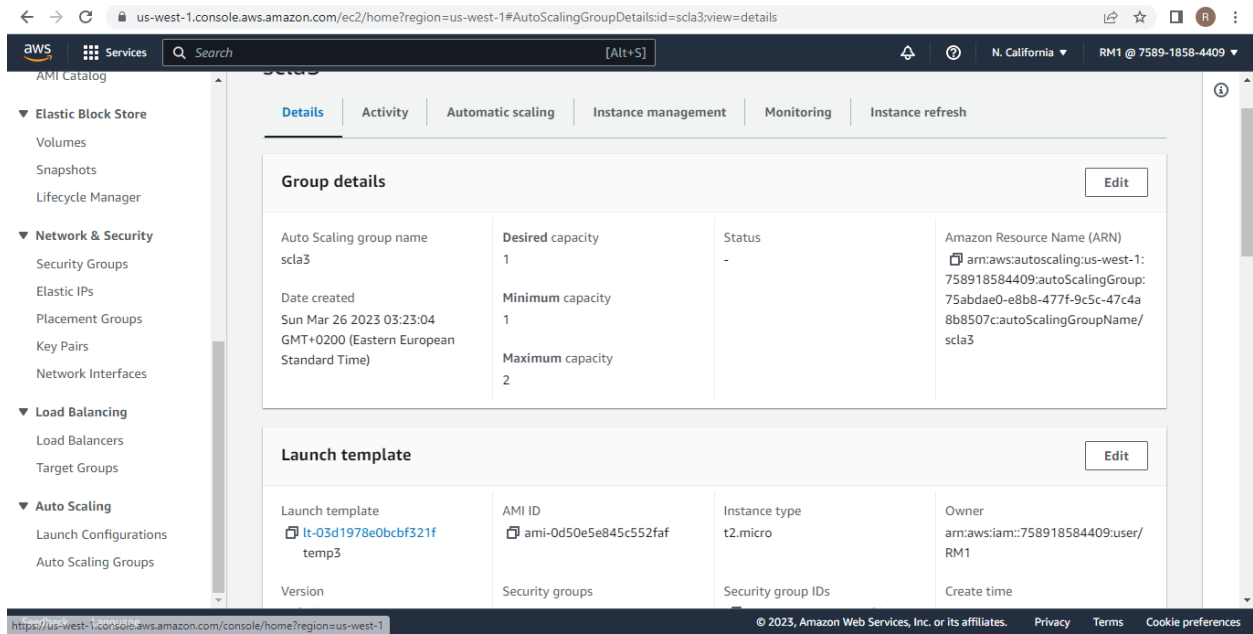 us-west-1.console.aws.amazon.com/ec2/home?region=us-west-1#AutoScalingGroupDetails:id=scla3;view=details
R
aws
Services
Search
[Alt+S]
N. California
RM1 @ 7589-1858-4409
AMI Catalog
Elastic Block Store
Volumes
Snapshots
Lifecycle Manager
Network & Security
Security Groups
Elastic IPs
Placement Groups
Key Pairs
Network Interfaces
Load Balancing
Load Balancers
Target Groups
Auto Scaling
Launch Configurations
Auto Scaling Groups
scla3
Details
Activity
Automatic scaling
Instance management
Monitoring
Instance refresh
Group details
Edit
Auto Scaling group name
scla3
Date created
Sun Mar 26 2023 03:23:04
GMT+0200 (Eastern European
Standard Time)
Desired capacity
1
Minimum capacity
1
Maximum capacity
2
Status
-
Amazon Resource Name (ARN)
arn:aws:autoscaling:us-west-1:
758918584409:autoScalingGroup:
75abdae0-e8b8-477f-9c5c-47c4a
8b8507c:autoScalingGroupName/
scla3
Launch template
Edit
Launch template
lt-03d1978e0bcbf321f
temp3
AMI ID
ami-0d50e5e845c552faf
Instance type
t2.micro
Owner
arn:aws:iam::758918584409:user/
RM1
Version
Security groups
Security group IDs
Create time
https://us-west-1.console.aws.amazon.com/console/home?region=us-west-1
© 2023, Amazon Web Services, Inc. or its affiliates.
Privacy
Terms
Cookie preferences